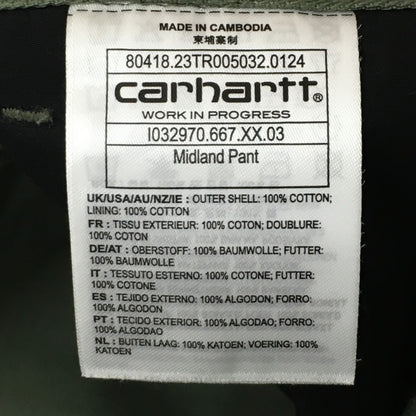 MADE IN CAMBODIA
柬埔寨制
80418.23TR005032.0124
carhartt®
WORK IN PROGRESS
I032970.667.XX.03
Midland Pant
UK/USA/AU/NZ/IE : OUTER SHELL: 100% COTTON;
LINING: 100% COTTON
FR : TISSU EXTERIEUR: 100% COTON; DOUBLURE:
100% COTON
DE/AT : OBERSTOFF: 100% BAUMWOLLE; FUTTER:
100% BAUMWOLLE
IT : TESSUTO ESTERNO: 100% COTONE; FODERA:
100% COTONE
ES : TEJIDO EXTERNO: 100% ALGODON; FORRO:
100% ALGODON
PT : TECIDO EXTERIOR: 100% ALGODAO; FORRO:
100% ALGODAO
NL : BUITEN LAAG: 100% KATOEN; VOERING: 100%
KATOEN